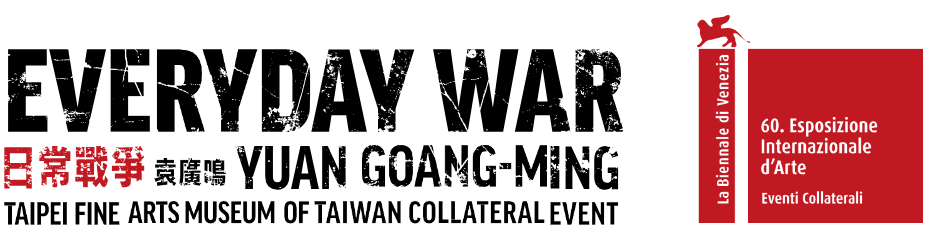 EVERYDAY WAR
日常戰爭 袁廣鳴 YUAN GOANG-MING
TAIPEI FINE ARTS MUSEUM OF TAIWAN COLLATERAL EVENT
La Biennale di Venezia
60. Esposizione
Internazionale
d'Arte
Eventi Collaterali